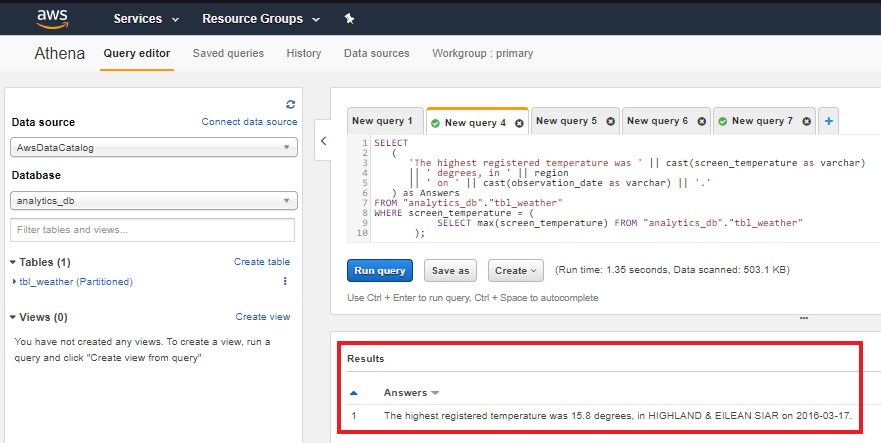 aws
Services
Resource Groups
Athena
Query editor
Saved queries
History
Data sources
Workgroup : primary
Data source
Connect data source
AwsDataCatalog
Database
analytics_db
Filter tables and views...
Tables (1)
Create table
tbl_weather (Partitioned)
Views (0)
Create view
You have not created any views. To create a view, run a
query and click "Create view from query"
New query 1
New query 4
New query 5
New query 6
New query 7
+
1 SELECT
2 (
3 'The highest registered temperature was ' || cast(screen_temperature as varchar)
4 || ' degrees, in ' || region
5 || ' on ' || cast(observation_date as varchar) || '.'
6 ) as Answers
7 FROM "analytics_db"."tbl_weather"
8 WHERE screen_temperature = (
9 SELECT max(screen_temperature) FROM "analytics_db"."tbl_weather"
10 );
Run query
Save as
Create
(Run time: 1.35 seconds, Data scanned: 503.1 KB)
Use Ctrl + Enter to run query, Ctrl + Space to autocomplete
Results
Answers
1 The highest registered temperature was 15.8 degrees, in HIGHLAND & EILEAN SIAR on 2016-03-17.